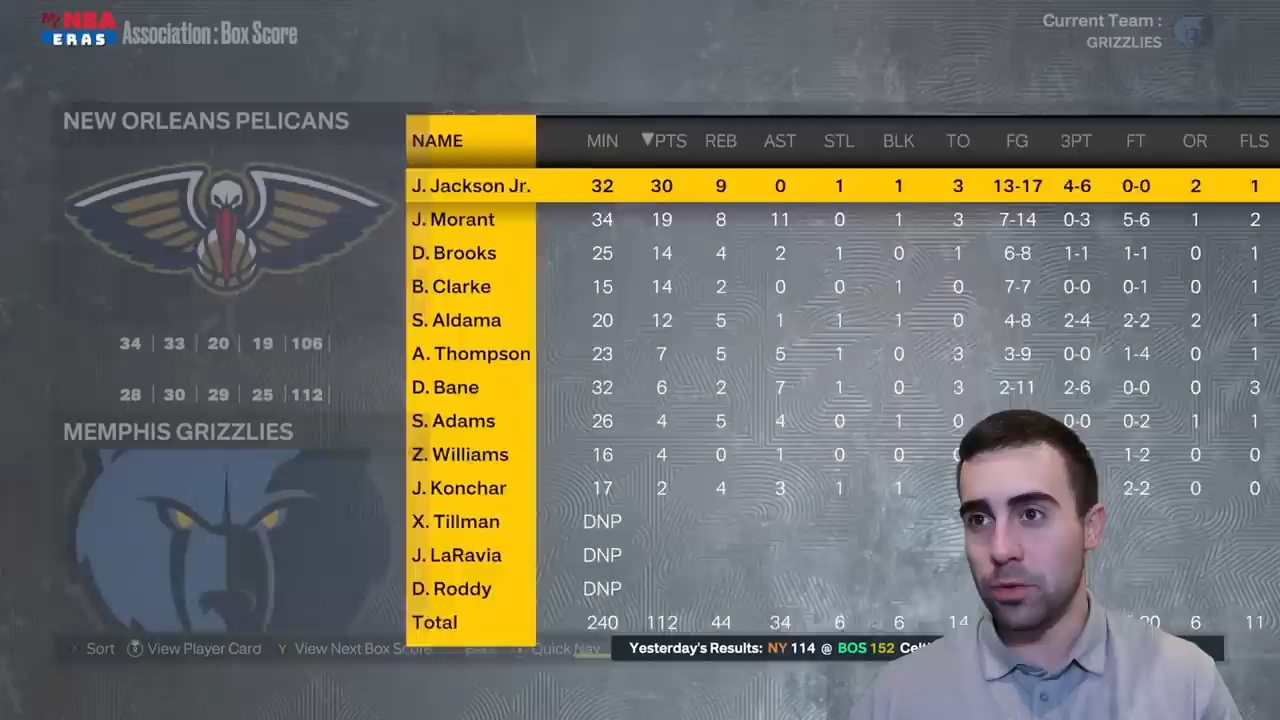 My NBA ERAS Association : Box Score
Current Team :
GRIZZLIES
NEW ORLEANS PELICANS
34 33 20 19 106
28 30 29 25 112
MEMPHIS GRIZZLIES
NAME MIN ▼PTS REB AST STL BLK TO FG 3PT FT OR FLS
J. Jackson Jr. 32 30 9 0 1 1 3 13-17 4-6 0-0 2 1
J. Morant 34 19 8 11 0 1 3 7-14 0-3 5-6 1 2
D. Brooks 25 14 4 2 1 0 1 6-8 1-1 1-1 0 1
B. Clarke 15 14 2 0 0 1 0 7-7 0-0 0-1 0 1
S. Aldama 20 12 5 1 1 1 0 4-8 2-4 2-2 2 1
A. Thompson 23 7 5 5 1 0 3 3-9 0-0 1-4 0 1
D. Bane 32 6 2 7 1 0 3 2-11 2-6 0-0 0 3
S. Adams 26 4 5 4 0 1 0 0-0 0-2 1 1
Z. Williams 16 4 0 1 0 0 1-2 0 0
J. Konchar 17 2 4 3 1 1 2-2 0 0
X. Tillman DNP
J. LaRavia DNP
D. Roddy DNP
Total 240 112 44 34 6 6 14 20 6 11
Sort View Player Card Y View Next Box Score Quick Nav
Yesterday's Results: NY 114 @ BOS 152